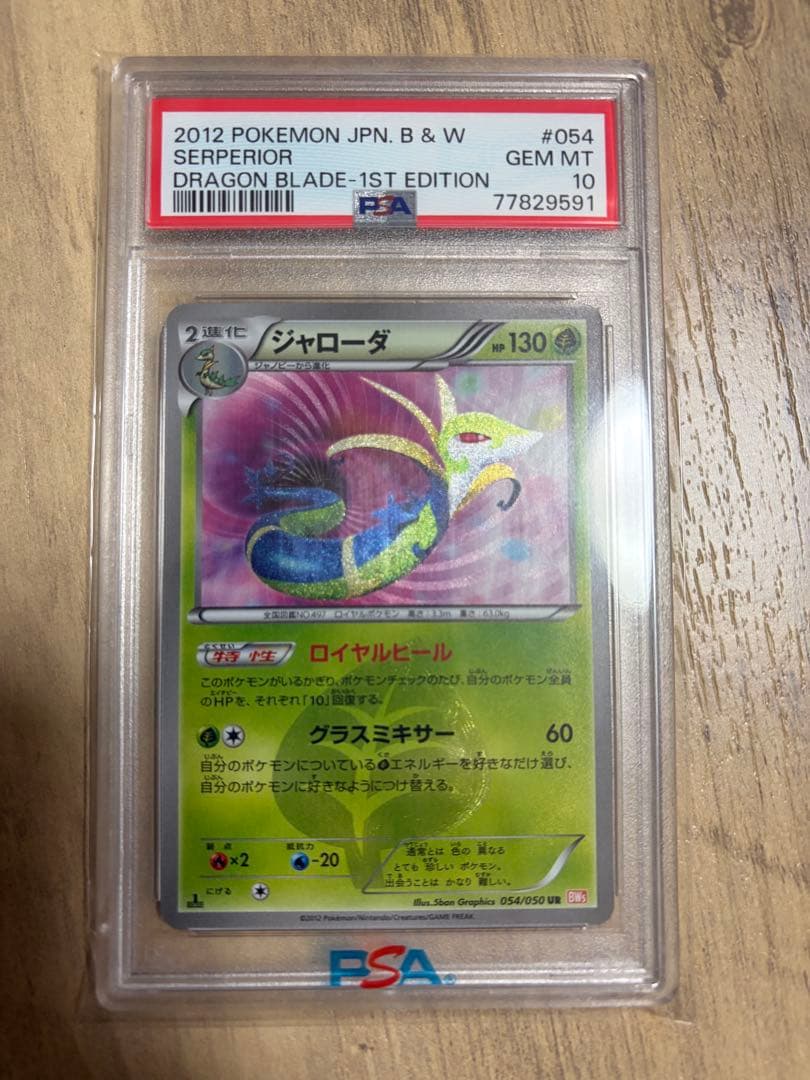 2012 POKEMON JPN. B & W #054
SERPERIOR GEM MT
DRAGON BLADE-1ST EDITION 10
PSA 77829591
2進化 ジャローダ HP 130
ジャノビーから進化
全国図鑑NO.497 ロイヤルポケモン 高さ:3.3m 重さ:63.0kg
とくせい
特性 ロイヤルヒール
このポケモンがいるかぎり、ポケモンチェックのたび、自分のポケモン全員
のHPを、それぞれ「10」回復する。
グラスミキサー 60
自分のポケモンについているエネルギーを好きなだけ選び、
自分のポケモンに好きなようにつけ替える。
弱点 抵抗力
×2 -20
にげる
通常とは 色の 異なる
とても 珍しい ポケモン。
出会うことは かなり 難しい。
Illus.5ban Graphics 054/050 UR BW5
1
©2012 Pokémon/Nintendo/Creatures/GAME FREAK.
PSA